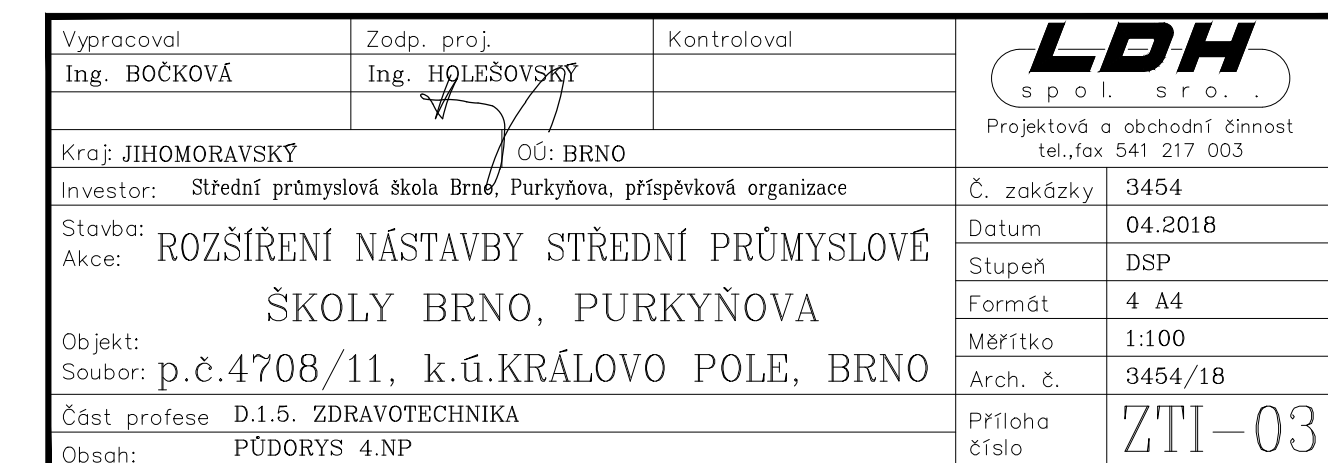 Vypracoval Zodp. proj. Kontroloval
Ing. BOČKOVÁ Ing. HOLEŠOVSKÝ
LDH
spol. sro. .
Projektová a obchodní činnost
tel.,fax 541 217 003
Kraj: JIHOMORAVSKÝ OÚ: BRNO
Investor: Střední průmyslová škola Brno, Purkyňova, příspěvková organizace
Č. zakázky 3454
Stavba:
Akce: ROZŠÍŘENÍ NÁSTAVBY STŘEDNÍ PRŮMYSLOVÉ
ŠKOLY BRNO, PURKYŇOVA
Datum 04.2018
Stupeň DSP
Formát 4 A4
Objekt:
Soubor: p.č.4708/11, k.ú.KRÁLOVO POLE, BRNO
Měřítko 1:100
Arch. č. 3454/18
Část profese D.1.5. ZDRAVOTECHNIKA
Obsah: PŮDORYS 4.NP
Příloha
číslo ZTI-03